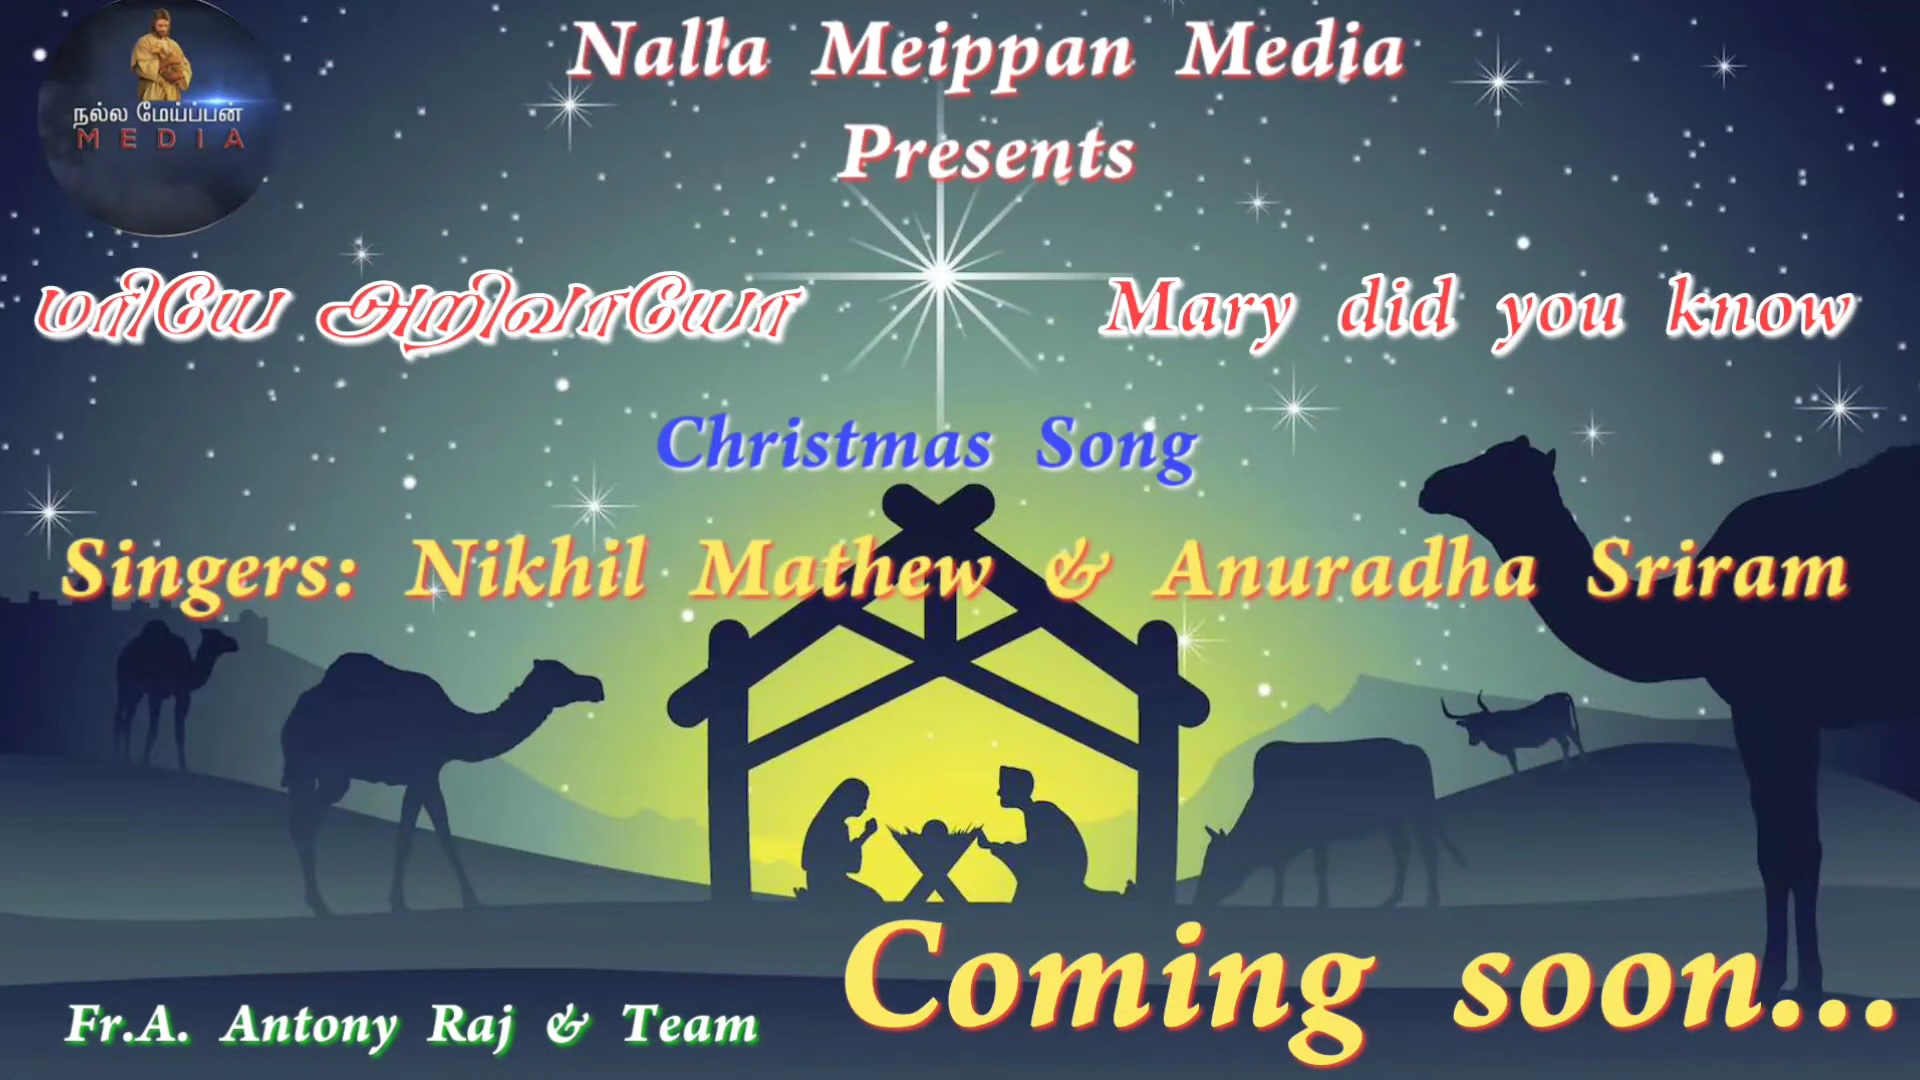 நல்ல மேய்ப்பன்
MEDIA
Nalla Meippan Media
Presents
மரியே அறிவாயோ
Mary did you know
Christmas Song
Singers: Nikhil Mathew & Anuradha Sriram
Coming soon...
Fr.A. Antony Raj & Team